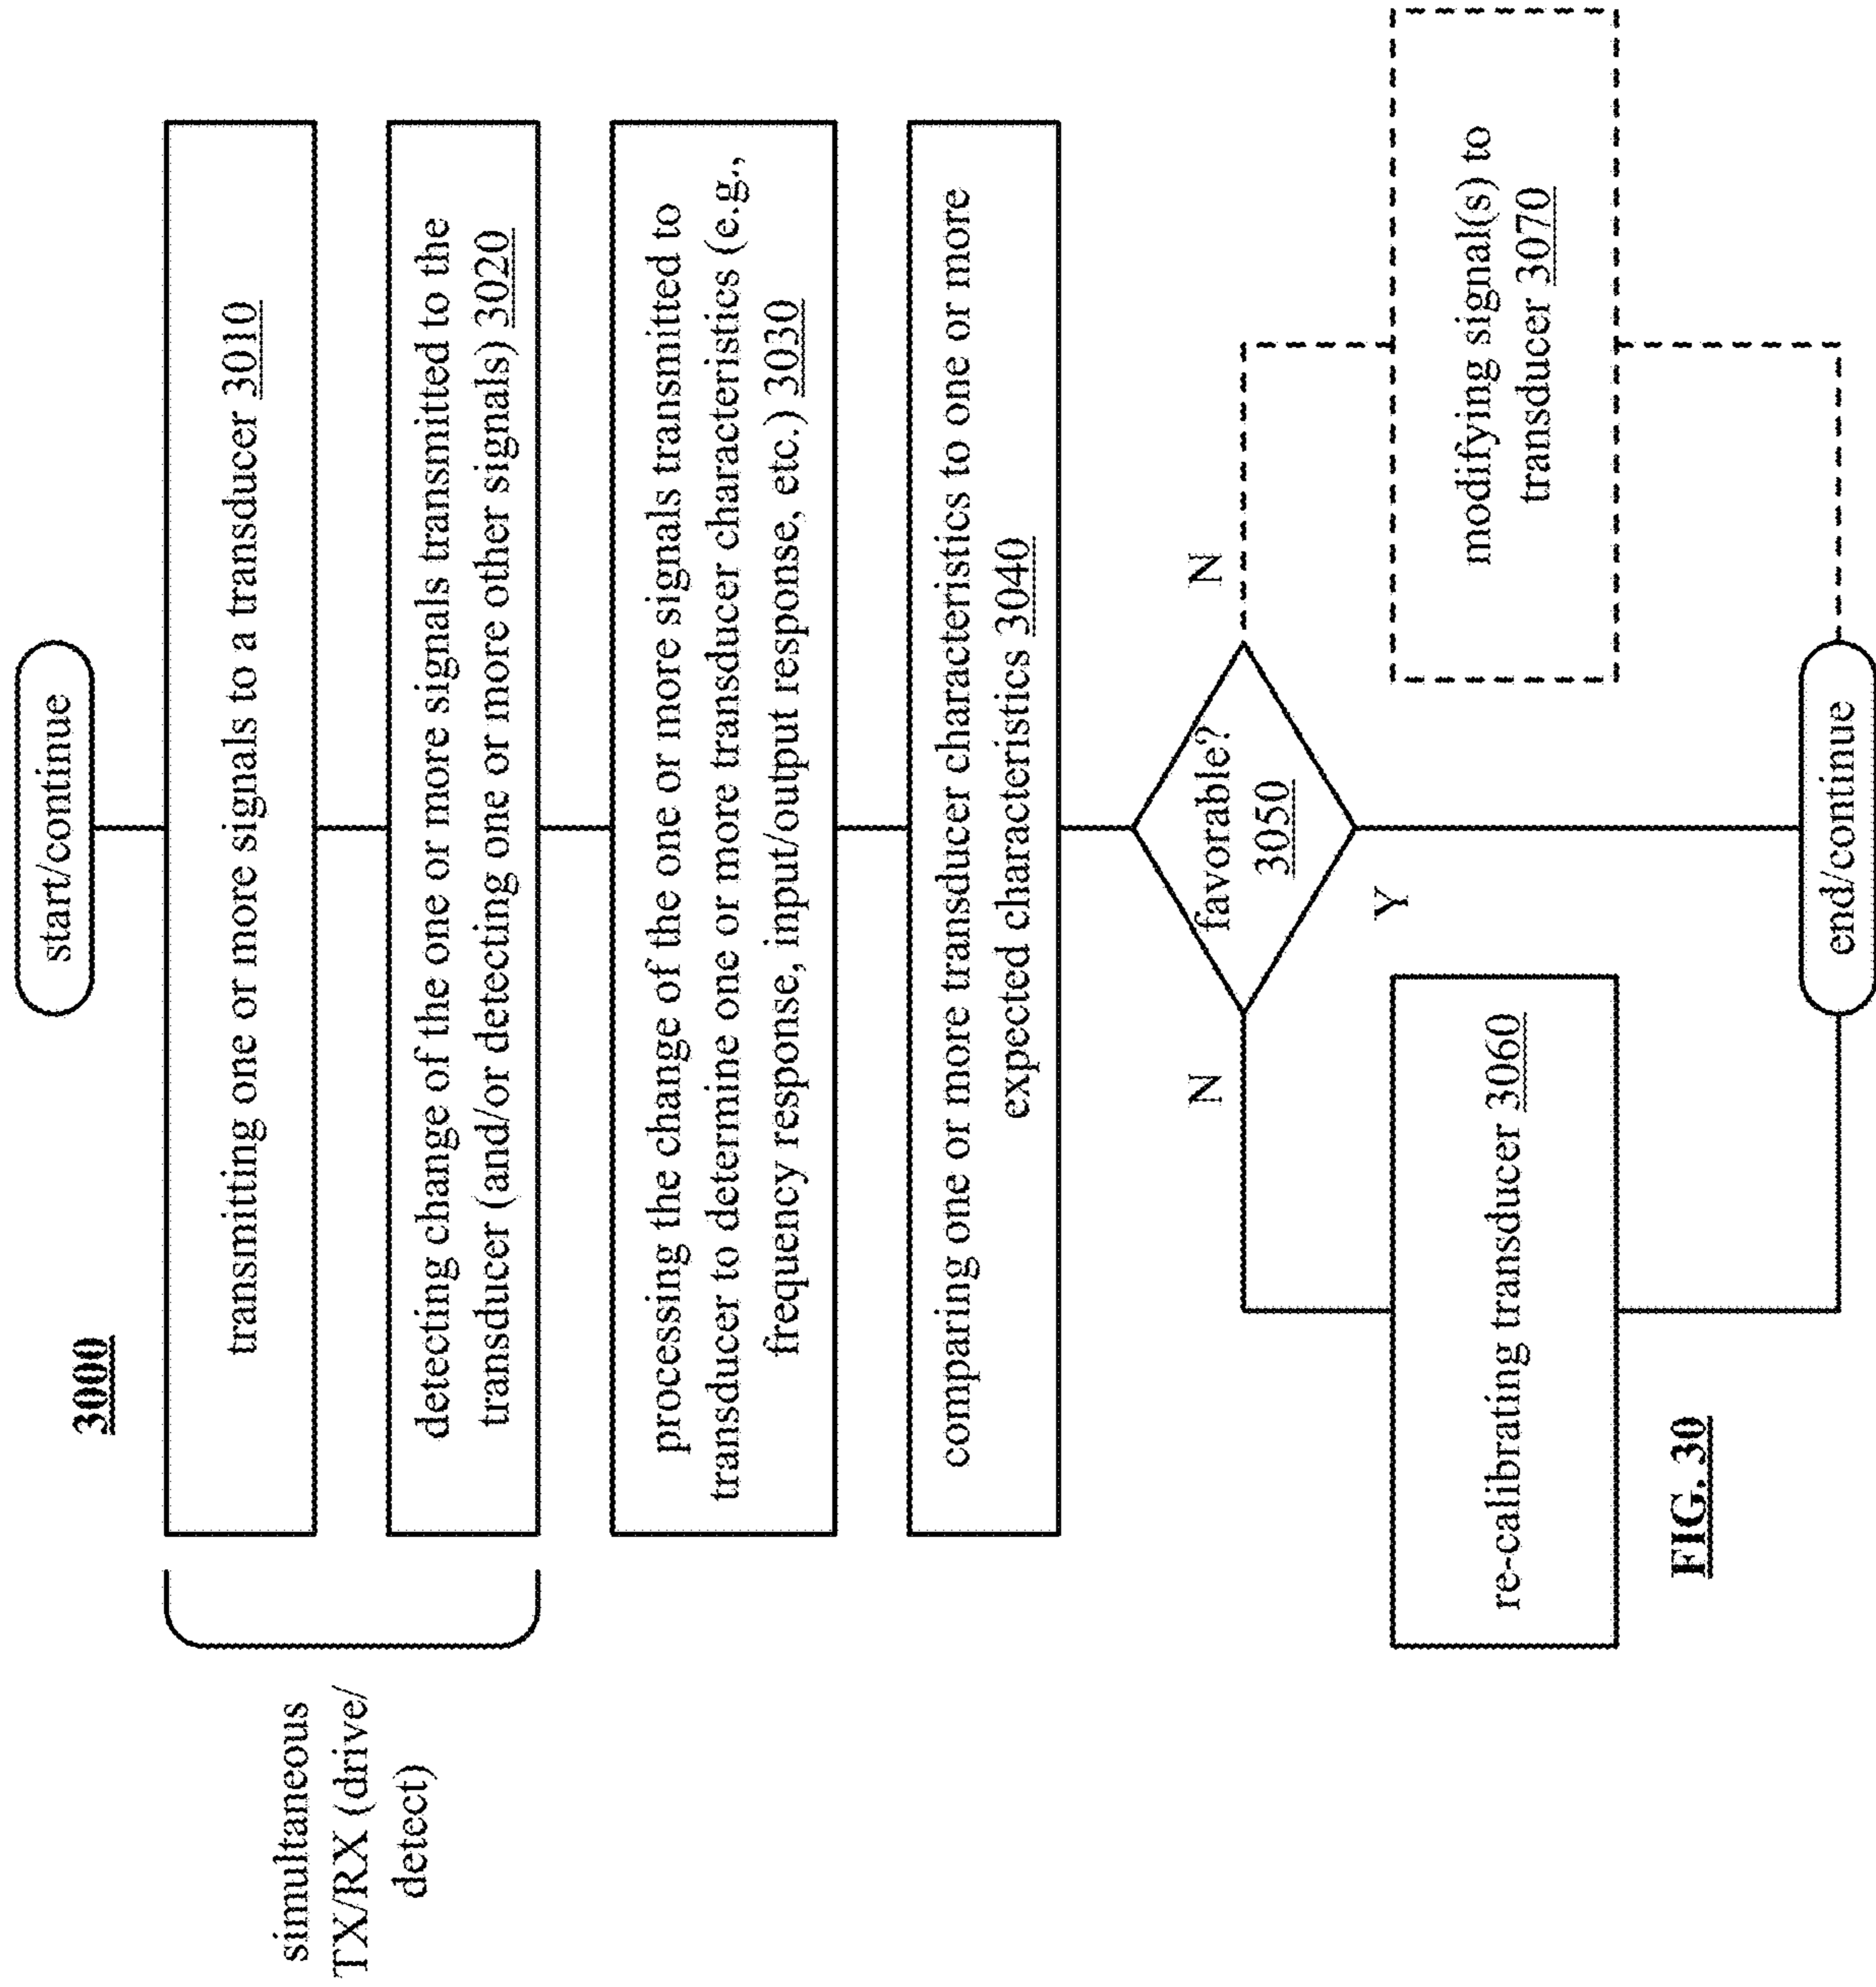 3000
start/continue
simultaneous
TX/RX (drive/
detect)
transmitting one or more signals to a transducer 3010
detecting change of the one or more signals transmitted to the
transducer (and/or detecting one or more other signals) 3020
processing the change of the one or more signals transmitted to
transducer to determine one or more transducer characteristics (e.g.,
frequency response, input/output response, etc.) 3030
comparing one or more transducer characteristics to one or more
expected characteristics 3040
favorable?
3050
N
N
Y
re-calibrating transducer 3060
modifying signal(s) to
transducer 3070
end/continue
FIG. 30